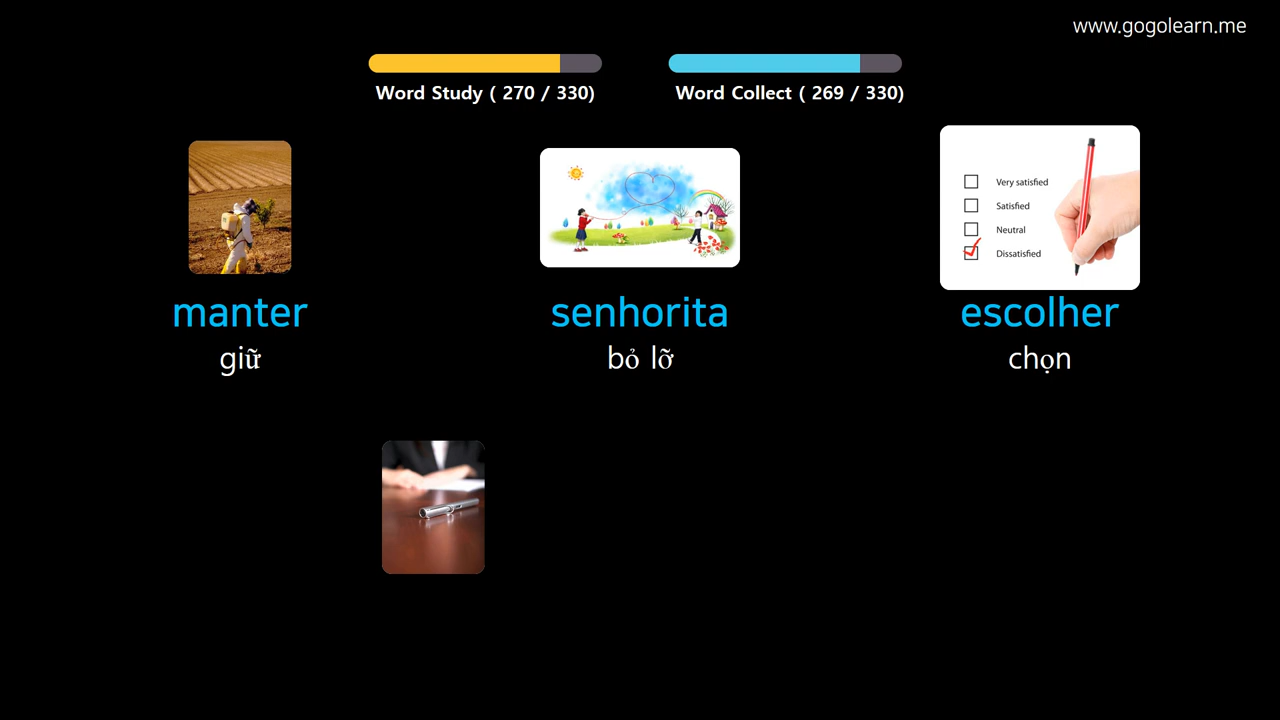 www.gogolearn.me
Word Study ( 270 / 330)
Word Collect ( 269 / 330)
Very satisfied
Satisfied
Neutral
Dissatisfied
manter
senhorita
escolher
giữ
bỏ lỡ
chọn